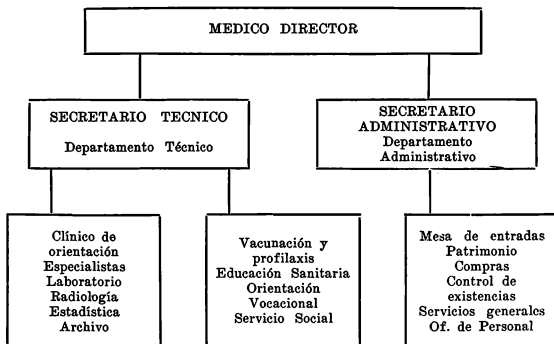 MEDICO DIRECTOR
SECRETARIO TECNICO
Departamento Técnico
SECRETARIO
ADMINISTRATIVO
Departamento
Administrativo
Clínico de
orientación
Especialistas
Laboratorio
Radiología
Estadística
Archivo
Vacunación y
profilaxis
Educación Sanitaria
Orientación
Vocacional
Servicio Social
Mesa de entradas
Patrimonio
Compras
Control de
existencias
Servicios generales
Of. de Personal